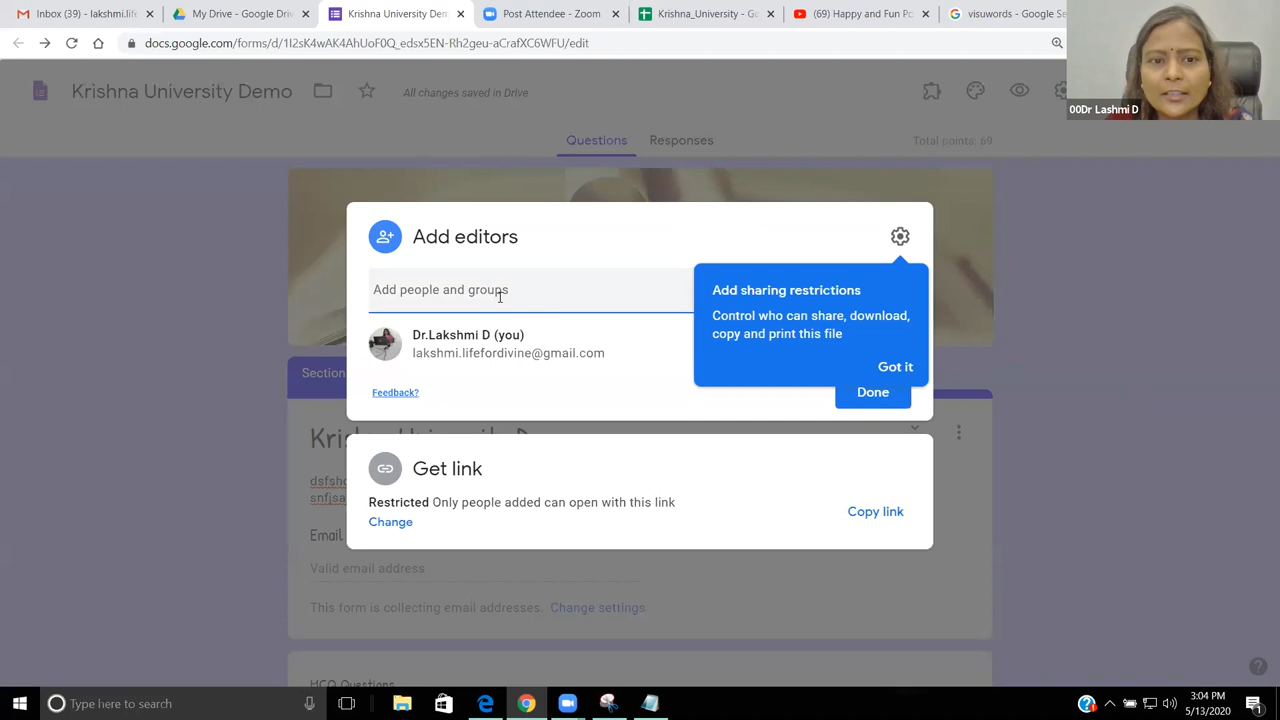 Inbox (10) - lakshmi.life
My Drive - Google Drive
Krishna University Demo
Post Attendee - Zoom
Krishna_University - Go
(69) Happy and Fun Po
visuwords - Google Se
docs.google.com/forms/d/1I2sK4wAK4AhUoF0Q_edsx5EN-Rh2geu-aCrafXC6WFU/edit
00Dr Lashmi D
Krishna University Demo
All changes saved in Drive
Questions
Responses
Total points: 69
Add editors
Add people and groups
Add sharing restrictions
Control who can share, download,
copy and print this file
Got it
Dr.Lakshmi D (you)
lakshmi.lifefordivine@gmail.com
Feedback?
Done
Section
Get link
Restricted Only people added can open with this link
Change
Copy link
Email
Valid email address
This form is collecting email addresses. Change settings
MCQ Questions
Type here to search
3:04 PM
5/13/2020